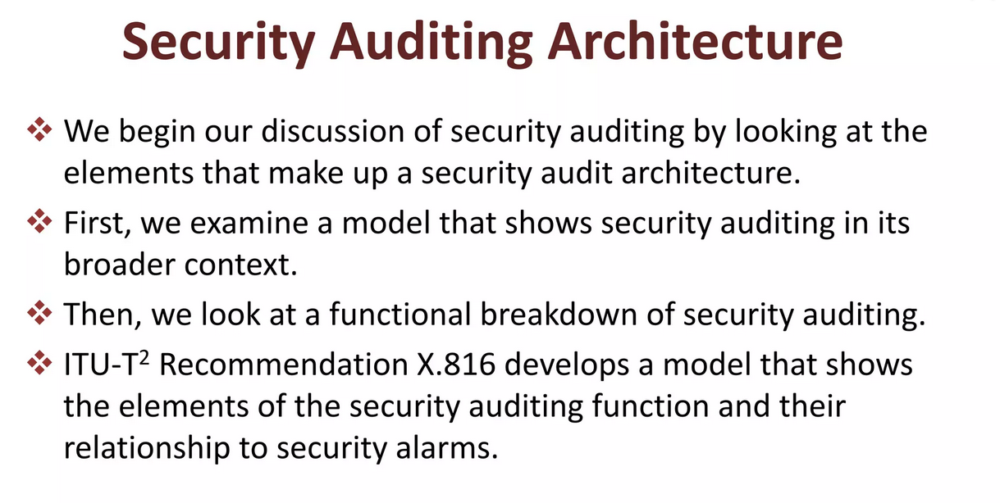 Security Auditing Architecture
❖ We begin our discussion of security auditing by looking at the
elements that make up a security audit architecture.
❖ First, we examine a model that shows security auditing in its
broader context.
❖ Then, we look at a functional breakdown of security auditing.
❖ ITU-T² Recommendation X.816 develops a model that shows
the elements of the security auditing function and their
relationship to security alarms.